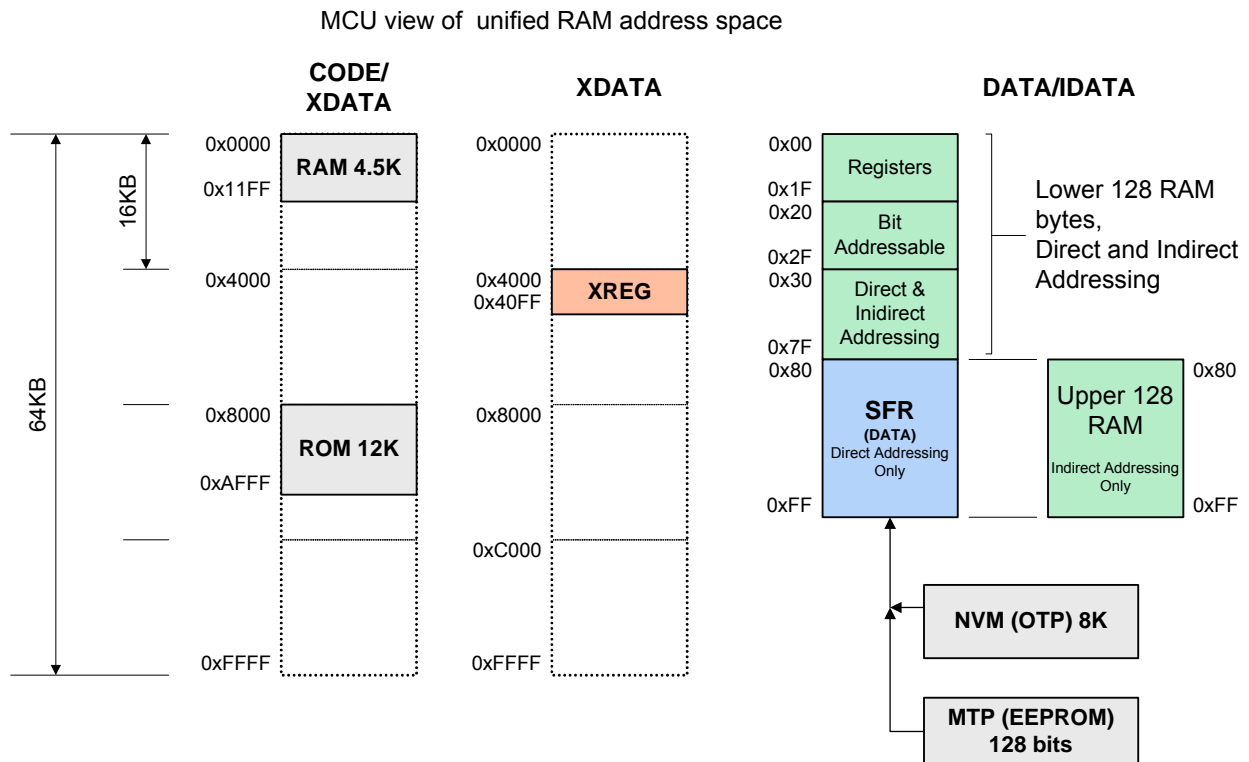 MCU view of  unified RAM address space
CODE/
XDATA
XDATA
DATA/IDATA
64KB
16KB
0x0000
RAM 4.5K
0x11FF
0x4000
0x8000
ROM 12K
0xAFFF
0xFFFF
0x0000
0x4000
XREG
0x40FF
0x8000
0xC000
0xFFFF
0x00
Registers
0x1F
0x20
Bit
Addressable
0x2F
0x30
Direct &
Inidirect
Addressing
0x7F
0x80
SFR
(DATA)
Direct Addressing
Only
0xFF
Lower 128 RAM
bytes,
Direct and Indirect
Addressing
0x80
Upper 128
RAM
Indirect Addressing
Only
0xFF
NVM (OTP) 8K
MTP (EEPROM)
128 bits